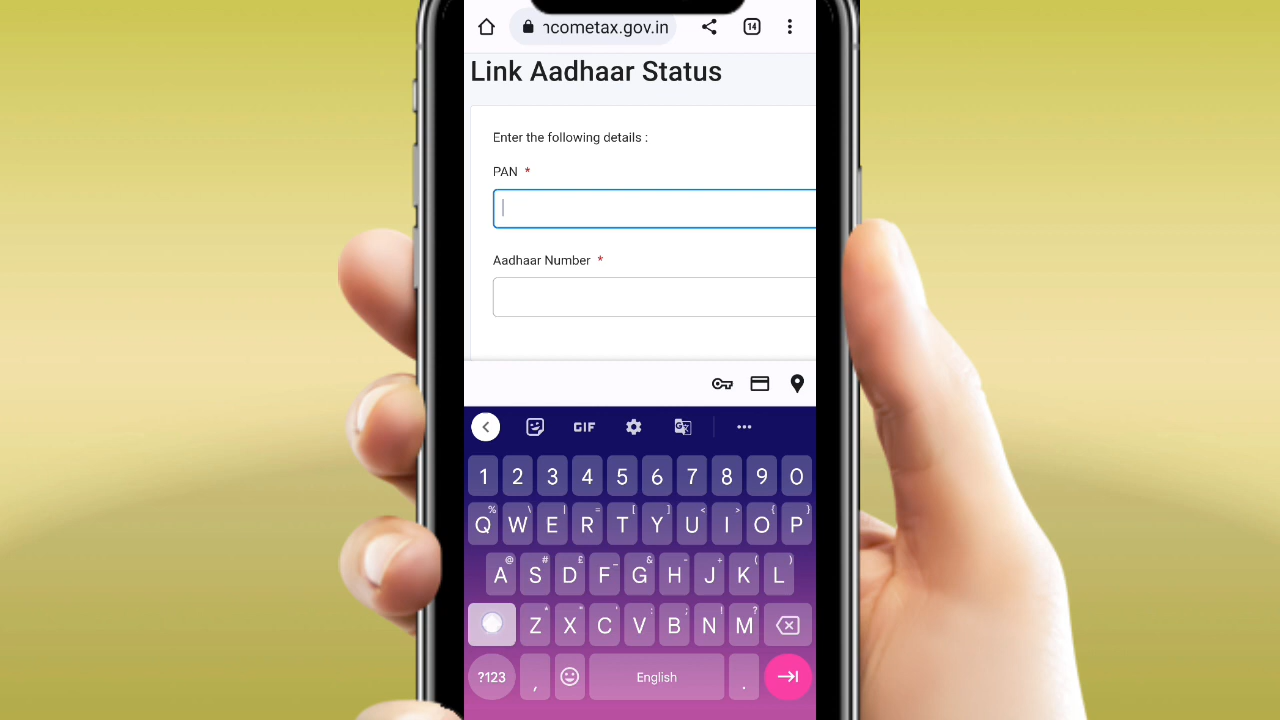 ncometax.gov.in
14
Link Aadhaar Status
Enter the following details :
PAN *
Aadhaar Number *
GIF
1 2 3 4 5 6 7 8 9 0
% \ | = [ ] < > { }
Q W E R T Y U I O P
@ # £ _ & - + ( )
A S D F G H J K L
* " ' : ; ! ?
Z X C V B N M
?123 , English .